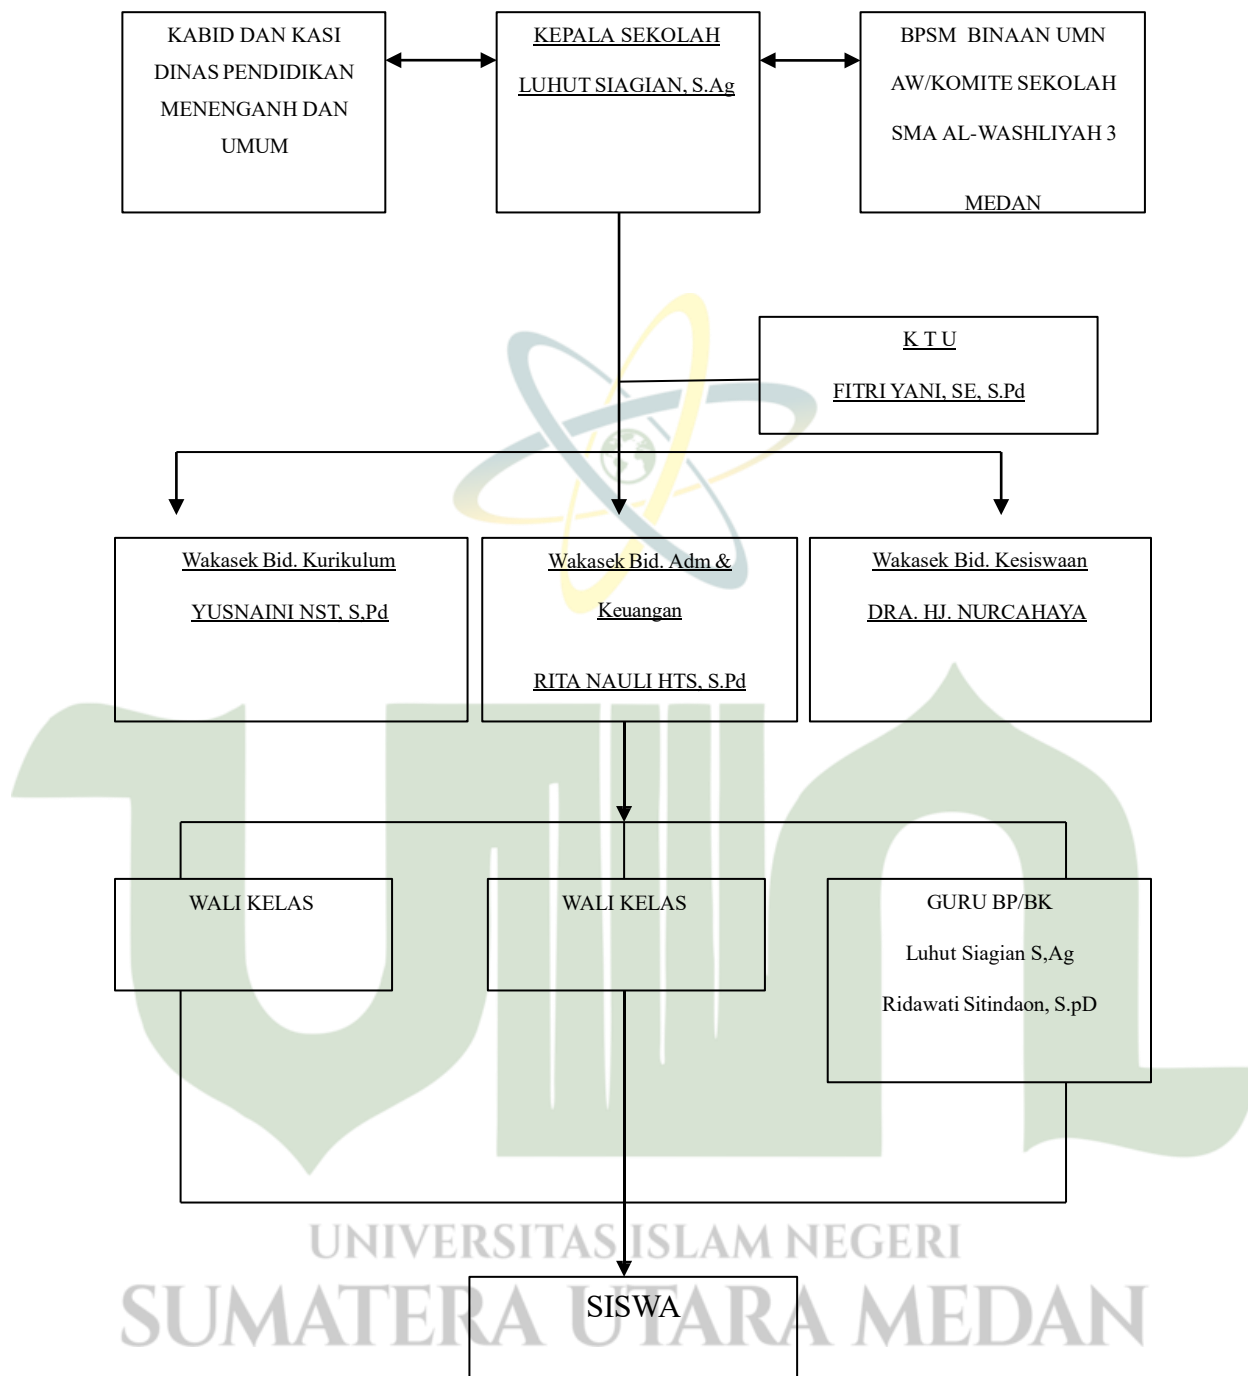 KABID DAN KASI
DINAS PENDIDIKAN
MENENGANH DAN
UMUM
KEPALA SEKOLAH
LUHUT SIAGIAN, S.Ag
BPSM  BINAAN UMN
AW/KOMITE SEKOLAH
SMA AL-WASHLIYAH 3
MEDAN
K T U
FITRI YANI, SE, S.Pd
Wakasek Bid. Kurikulum
YUSNAINI NST, S,Pd
Wakasek Bid. Adm &
Keuangan
RITA NAULI HTS, S.Pd
Wakasek Bid. Kesiswaan
DRA. HJ. NURCAHAYA
WALI KELAS
WALI KELAS
GURU BP/BK
Luhut Siagian S,Ag
Ridawati Sitindaon, S.pD
UNIVERSITAS ISLAM NEGERI
SUMATERA UTARA MEDAN
SISWA